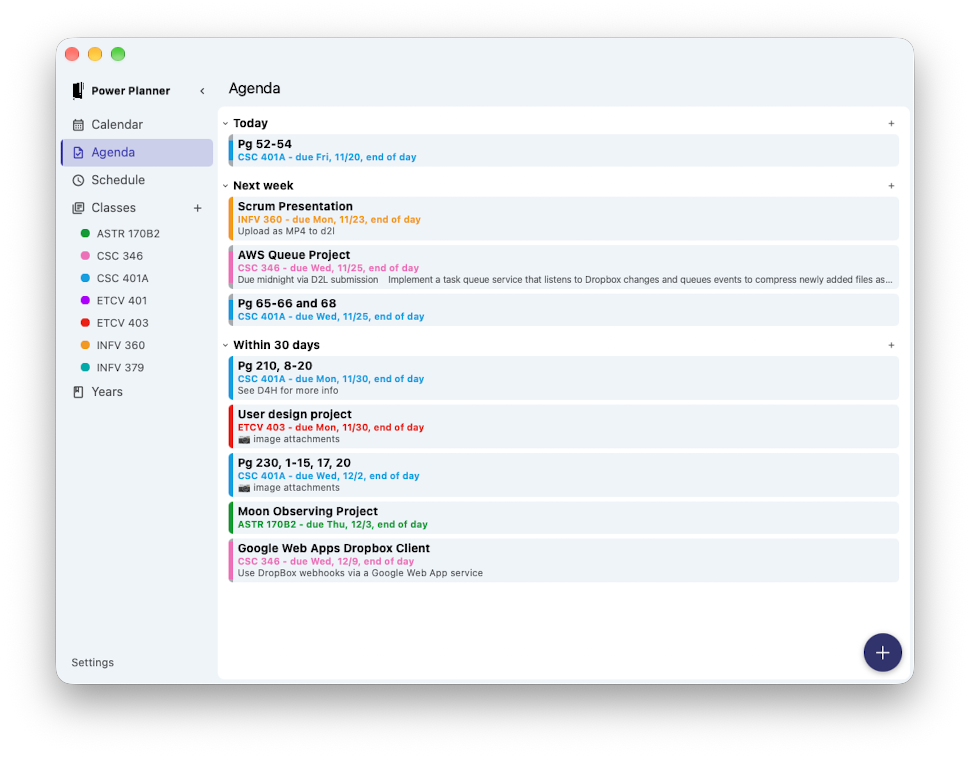 Power Planner
Calendar
Agenda
Schedule
Classes
ASTR 170B2
CSC 346
CSC 401A
ETCV 401
ETCV 403
INFV 360
INFV 379
Years
Settings
Agenda
Today
Pg 52-54
CSC 401A - due Fri, 11/20, end of day
Next week
Scrum Presentation
INFV 360 - due Mon, 11/23, end of day
Upload as MP4 to d2l
AWS Queue Project
CSC 346 - due Wed, 11/25, end of day
Due midnight via D2L submission Implement a task queue service that listens to Dropbox changes and queues events to compress newly added files as...
Pg 65-66 and 68
CSC 401A - due Wed, 11/25, end of day
Within 30 days
Pg 210, 8-20
CSC 401A - due Mon, 11/30, end of day
See D4H for more info
User design project
ETCV 403 - due Mon, 11/30, end of day
📷 image attachments
Pg 230, 1-15, 17, 20
CSC 401A - due Wed, 12/2, end of day
📷 image attachments
Moon Observing Project
ASTR 170B2 - due Thu, 12/3, end of day
Google Web Apps Dropbox Client
CSC 346 - due Wed, 12/9, end of day
Use DropBox webhooks via a Google Web App service